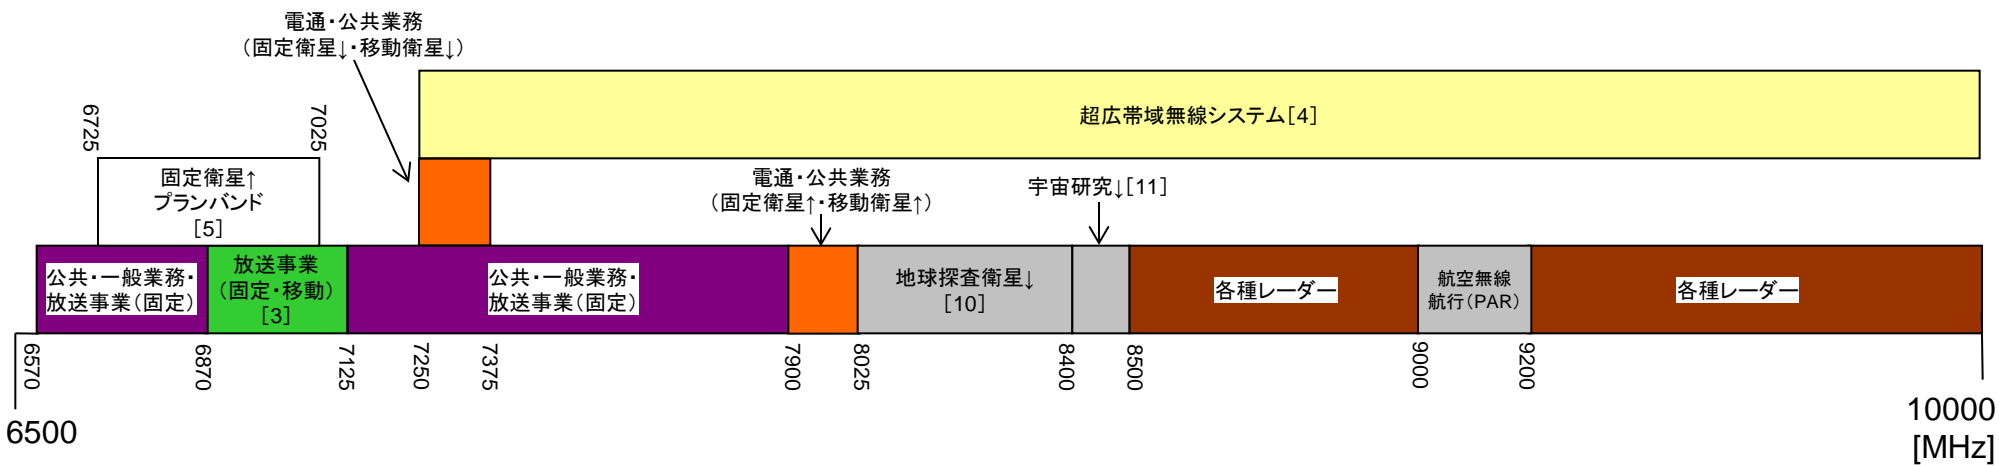 電通・公共業務
（固定衛星↓・移動衛星↓）
超広帯域無線システム［4］
6725
7025
固定衛星↑
プランバンド
［5］
電通・公共業務
（固定衛星↑・移動衛星↑）
宇宙研究↓［11］
公共・一般業務・
放送事業（固定）
放送事業
（固定・移動）
［3］
公共・一般業務・
放送事業（固定）
地球探査衛星↓
［10］
各種レーダー
航空無線
航行（PAR）
各種レーダー
6570
6870
7125
7250
7375
7900
8025
8400
8500
9000
9200
6500
10000
[MHz]